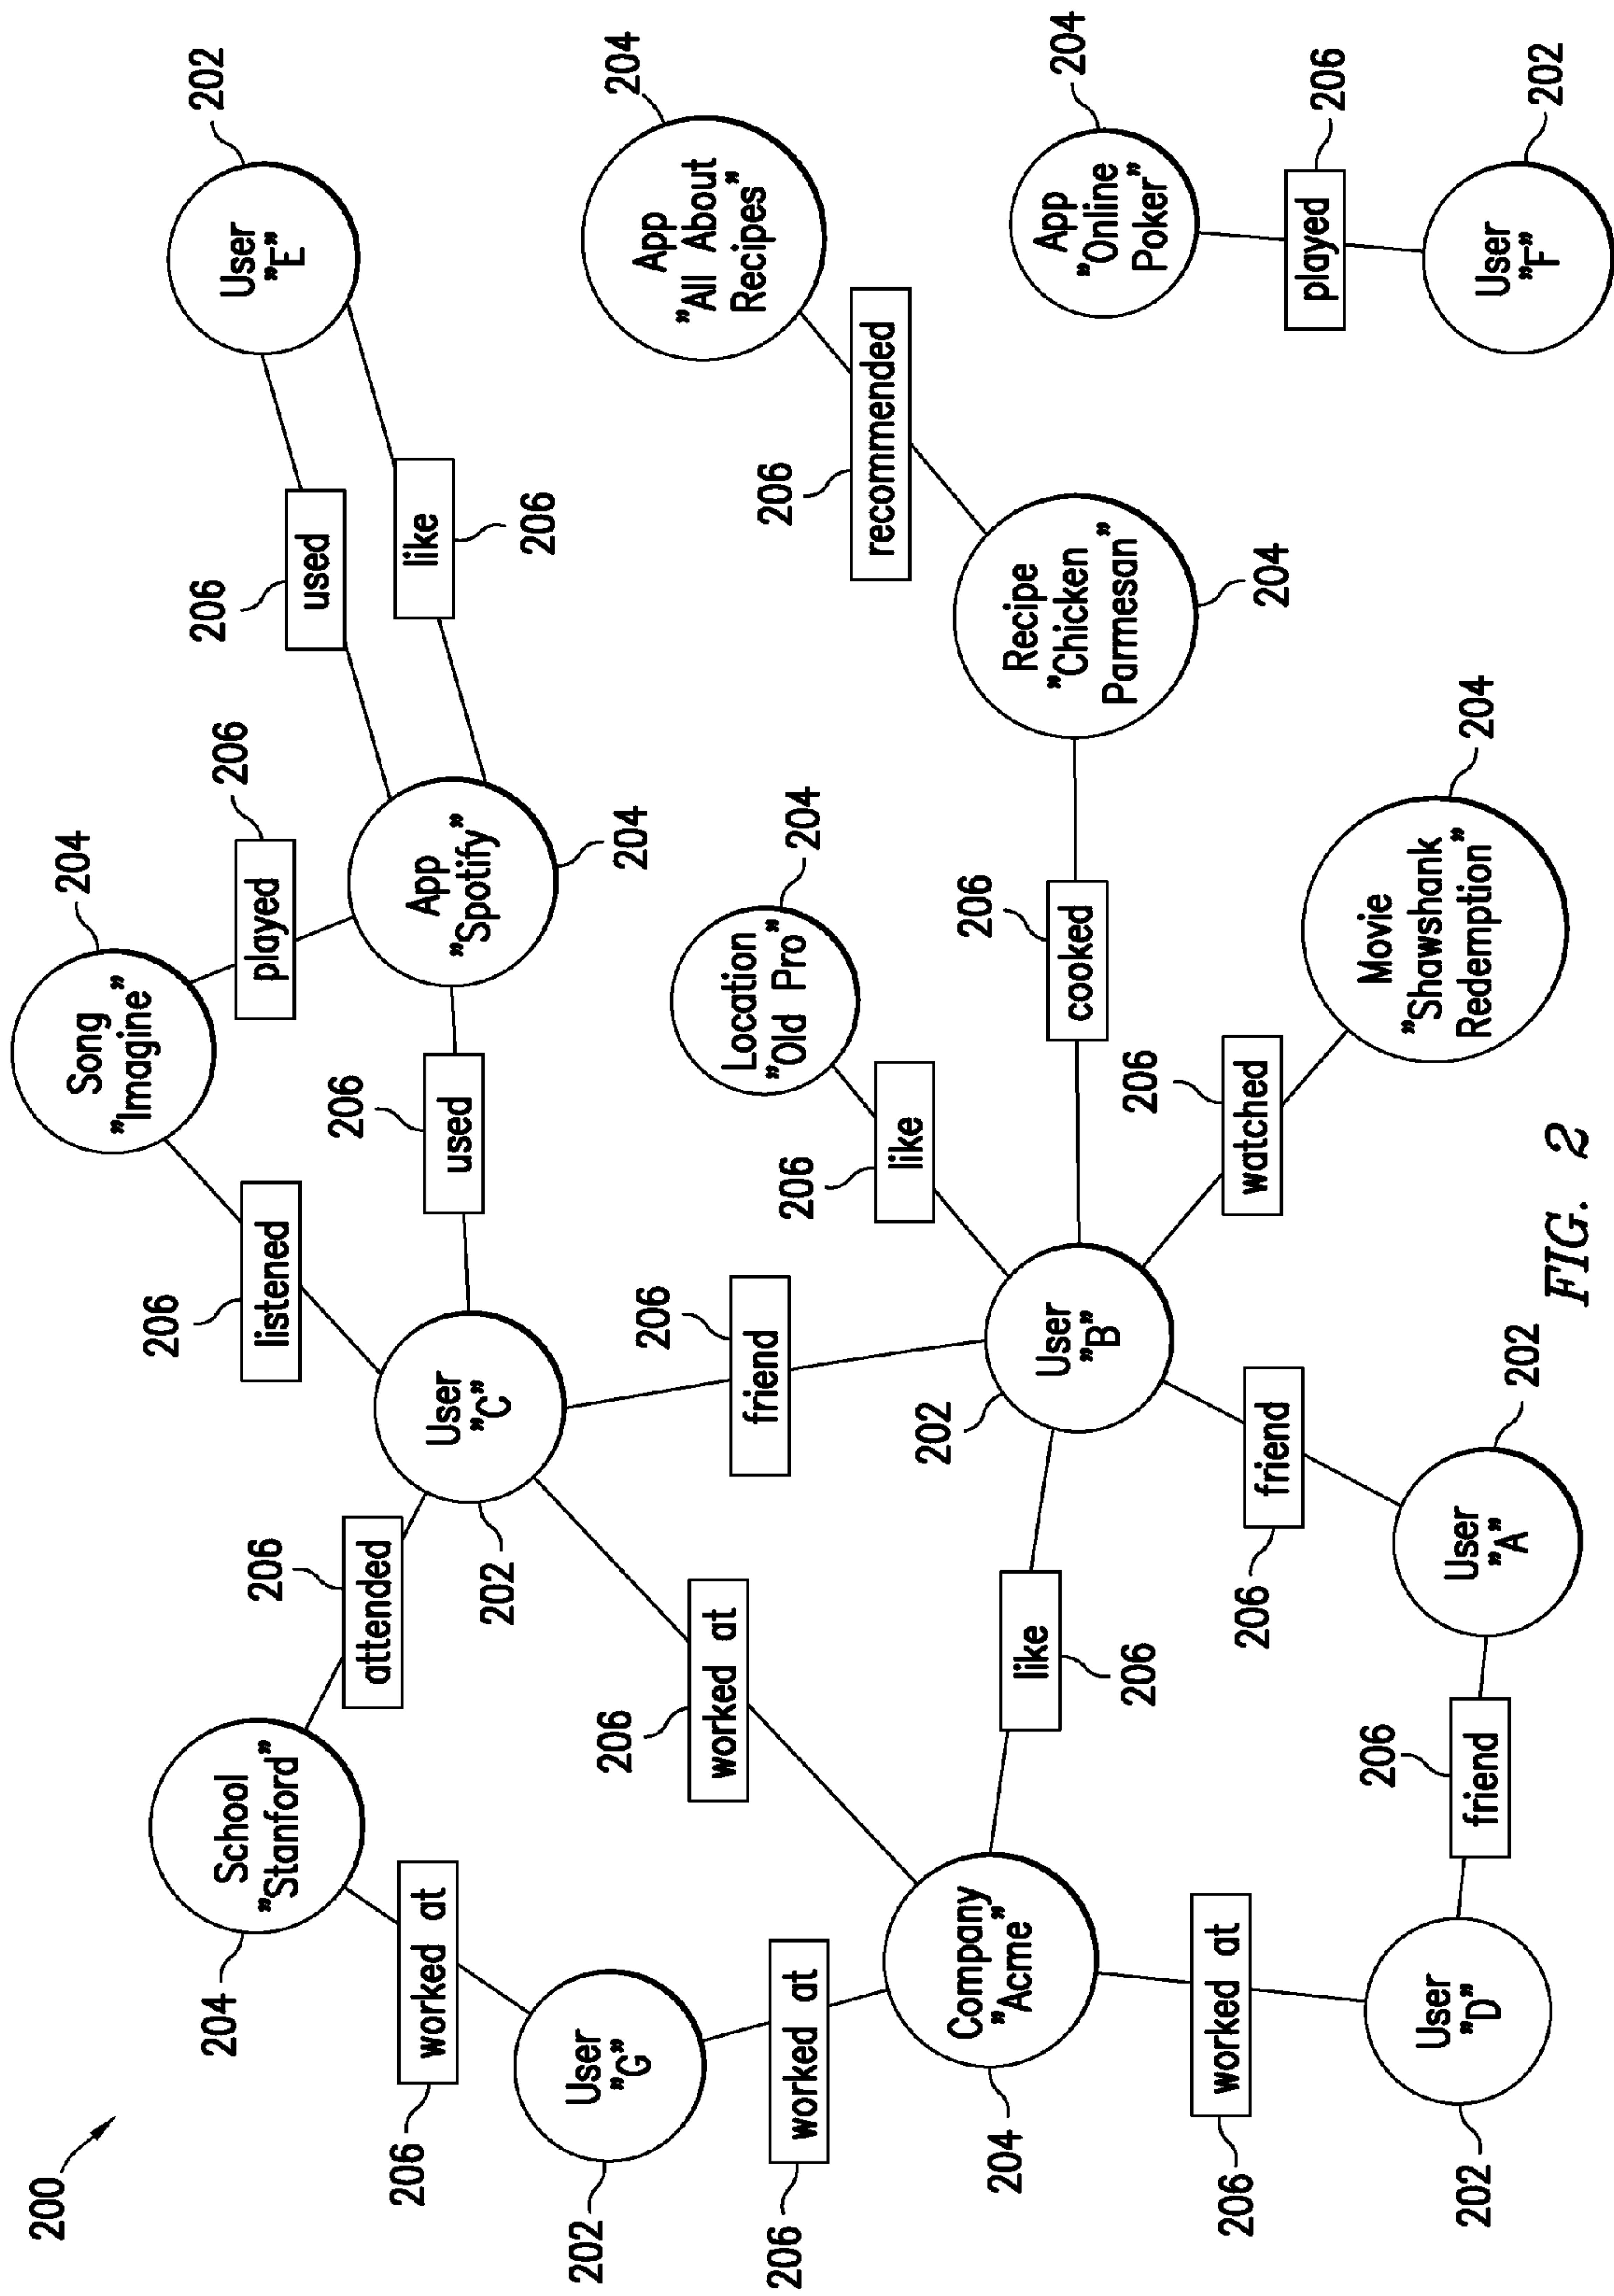 200
204
Song
”Imagine”
204
206
listened
206
played
206
204
School
”Stanford”
206
attended
206
used
202
User
”E”
206
worked at
206
used
App
”Spotify”
204
like
206
202
User
”G”
User
”C”
202
206
worked at
206
worked at
206
friend
204
Company
”Acme”
204
like
206
206
like
Location
”Old Pro”
204
206
recommended
App
”All About
Recipes”
204
202
User
”B”
206
cooked
Recipe
”Chicken
Parmesan”
204
206
worked at
206
friend
206
watched
Movie
”Shawshank
Redemption”
204
App
”Online
Poker”
204
played
206
202
User
”D”
206
friend
User
”A”
202
User
”F”
202
FIG. 2